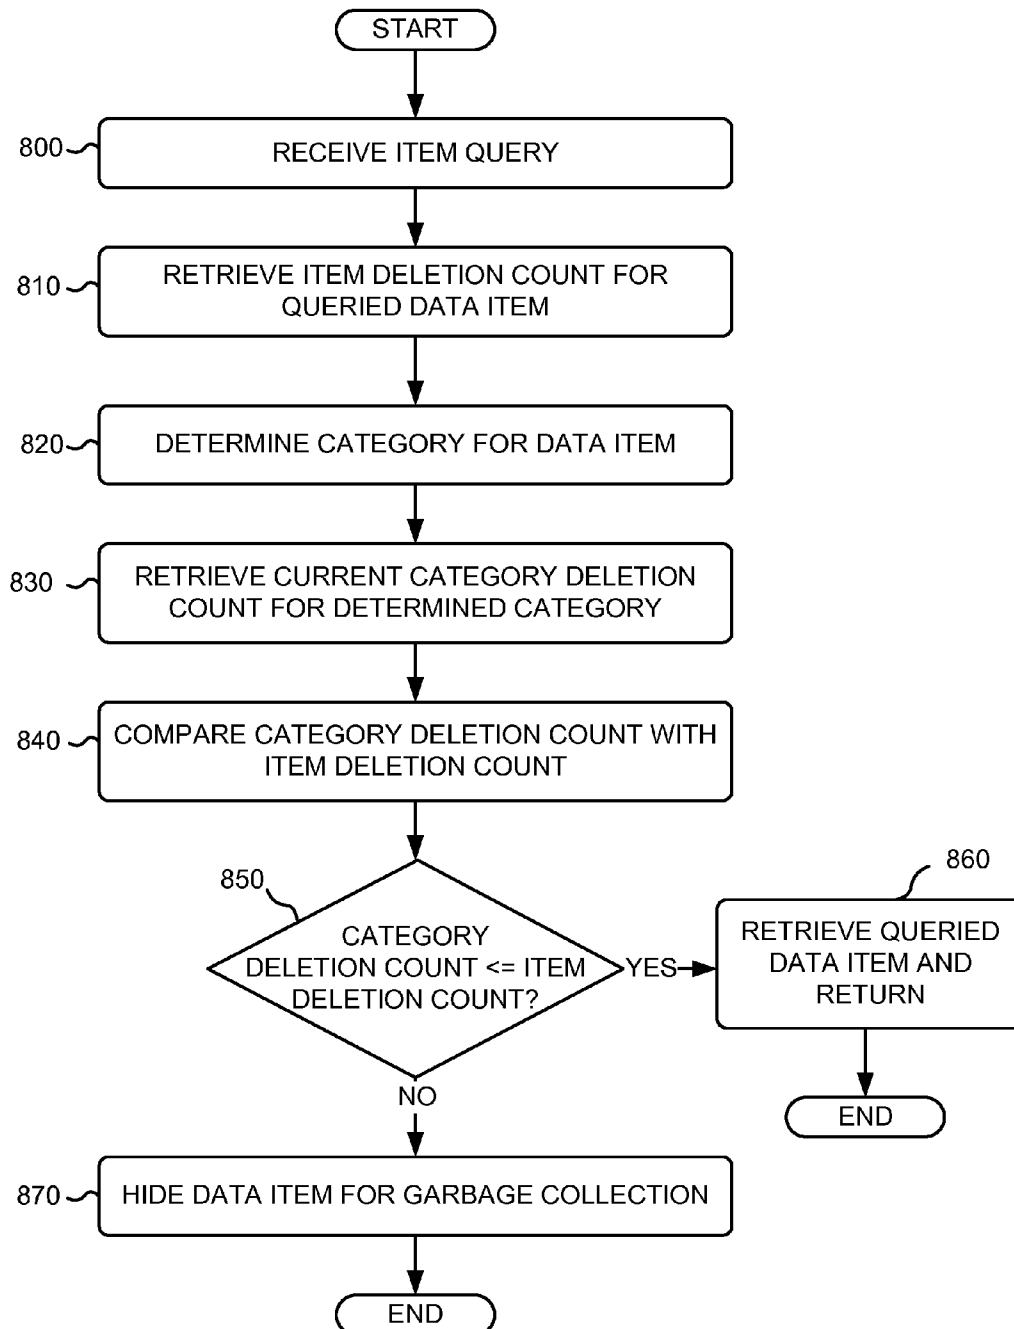 START
800
RECEIVE ITEM QUERY
810
RETRIEVE ITEM DELETION COUNT FOR
QUERIED DATA ITEM
820
DETERMINE CATEGORY FOR DATA ITEM
830
RETRIEVE CURRENT CATEGORY DELETION
COUNT FOR DETERMINED CATEGORY
840
COMPARE CATEGORY DELETION COUNT WITH
ITEM DELETION COUNT
850
CATEGORY
DELETION COUNT <= ITEM
DELETION COUNT?
YES
860
RETRIEVE QUERIED
DATA ITEM AND
RETURN
END
NO
870
HIDE DATA ITEM FOR GARBAGE COLLECTION
END